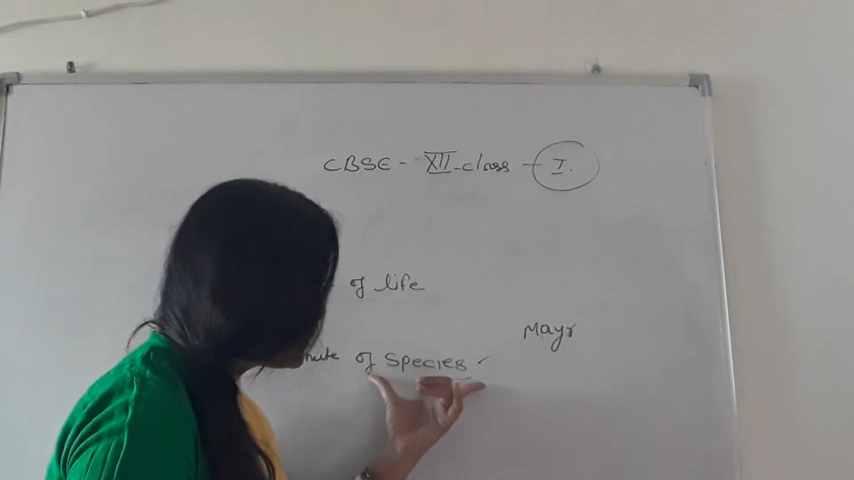 CBSE - XII - class - I.
of life
Mayr
of Species